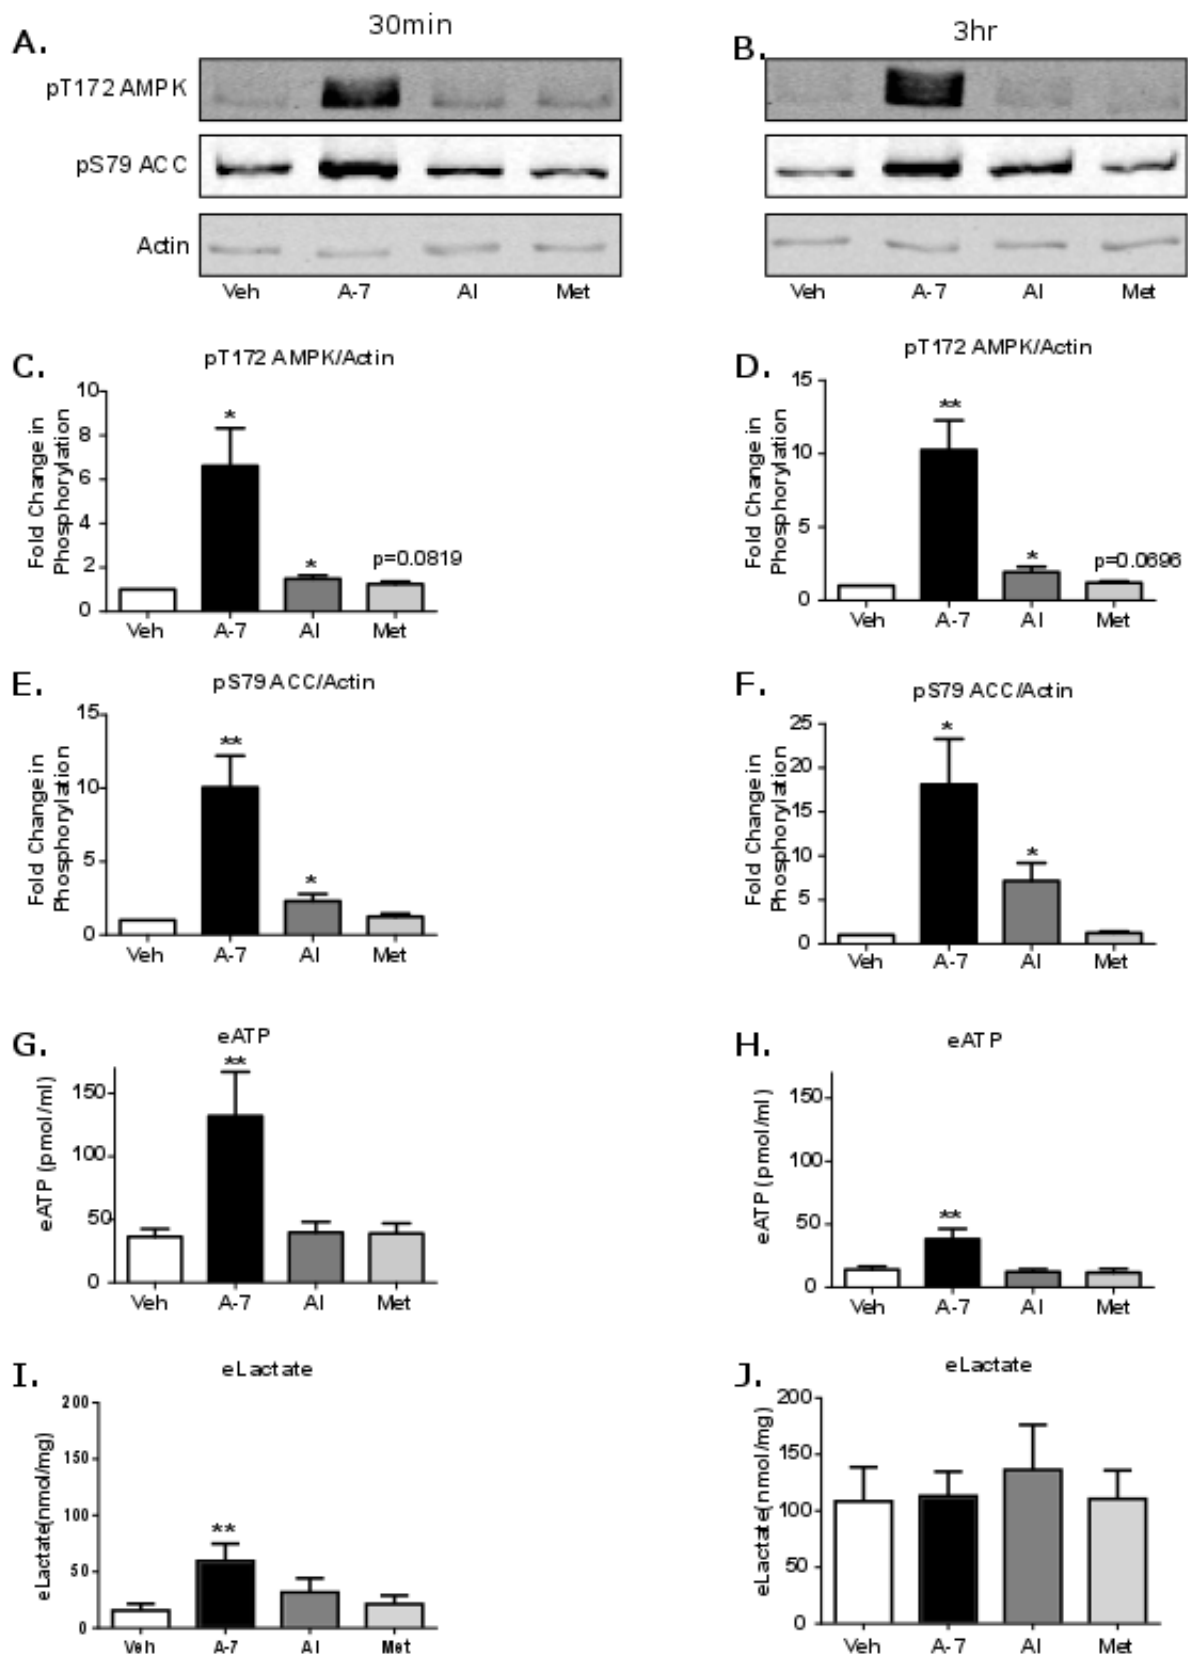 A.
30min
B.
3hr
pT172 AMPK
pS79 ACC
Actin
Veh A-7 AI Met
Veh A-7 AI Met
C.
pT172 AMPK/Actin
Fold Change in
Phosphorylation
10
8
6
4
2
0
*
*
p=0.0819
Veh A-7 AI Met
D.
pT172 AMPK/Actin
Fold Change in
Phosphorylation
15
10
5
0
**
*
p=0.0696
Veh A-7 AI Met
E.
pS79 ACC/Actin
Fold Change in
Phosphorylation
15
10
5
0
**
*
Veh A-7 AI Met
F.
pS79 ACC/Actin
Fold Change in
Phosphorylation
25
20
15
10
5
0
*
*
Veh A-7 AI Met
G.
eATP
eATP (pmol/ml)
150
100
50
0
**
Veh A-7 AI Met
H.
eATP
eATP (pmol/ml)
150
100
50
0
**
Veh A-7 AI Met
I.
eLactate
eLactate(nmol/mg)
200
150
100
50
0
**
Veh A-7 AI Met
J.
eLactate
eLactate(nmol/mg)
200
150
100
50
0
Veh A-7 AI Met